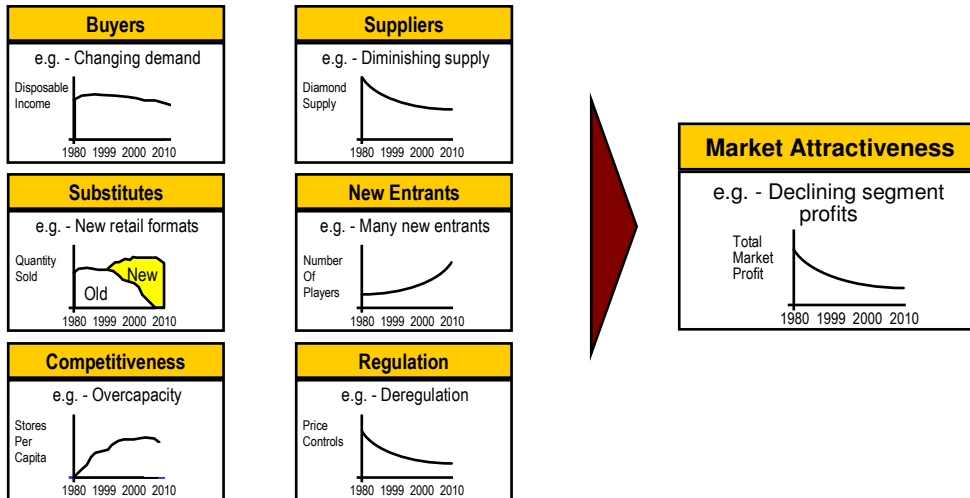 Buyers
e.g. - Changing demand
Disposable
Income
1980 1999 2000 2010
Suppliers
e.g. - Diminishing supply
Diamond
Supply
1980 1999 2000 2010
Substitutes
e.g. - New retail formats
Quantity
Sold
New
Old
1980 1999 2000 2010
New Entrants
e.g. - Many new entrants
Number
Of
Players
1980 1999 2000 2010
Competitiveness
e.g. - Overcapacity
Stores
Per
Capita
1980 1999 2000 2010
Regulation
e.g. - Deregulation
Price
Controls
1980 1999 2000 2010
Market Attractiveness
e.g. - Declining segment
profits
Total
Market
Profit
1980 1999 2000 2010